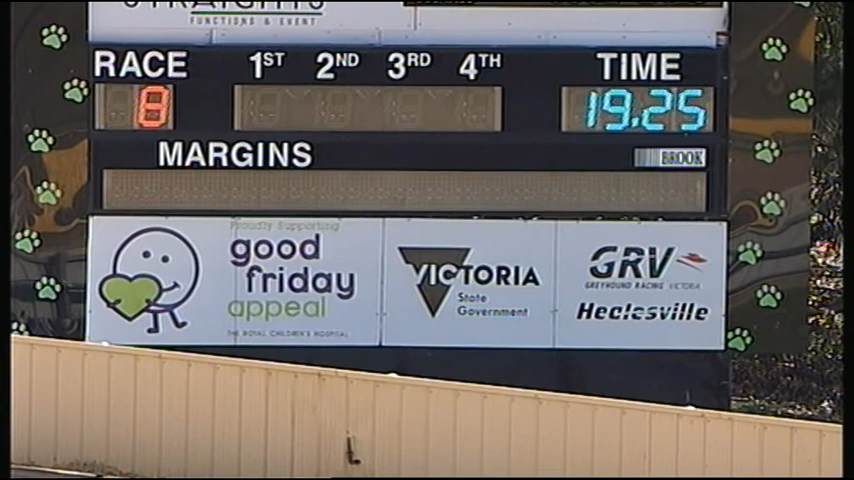 STRAIGHTS
FUNCTIONS & EVENT
RACE 1ST 2ND 3RD 4TH TIME
8 19.25
MARGINS
BROOK
Proudly Supporting
good
friday
appeal
THE ROYAL CHILDREN'S HOSPITAL
VICTORIA
State
Government
GRV
GREYHOUND RACING VICTORIA
Healesville